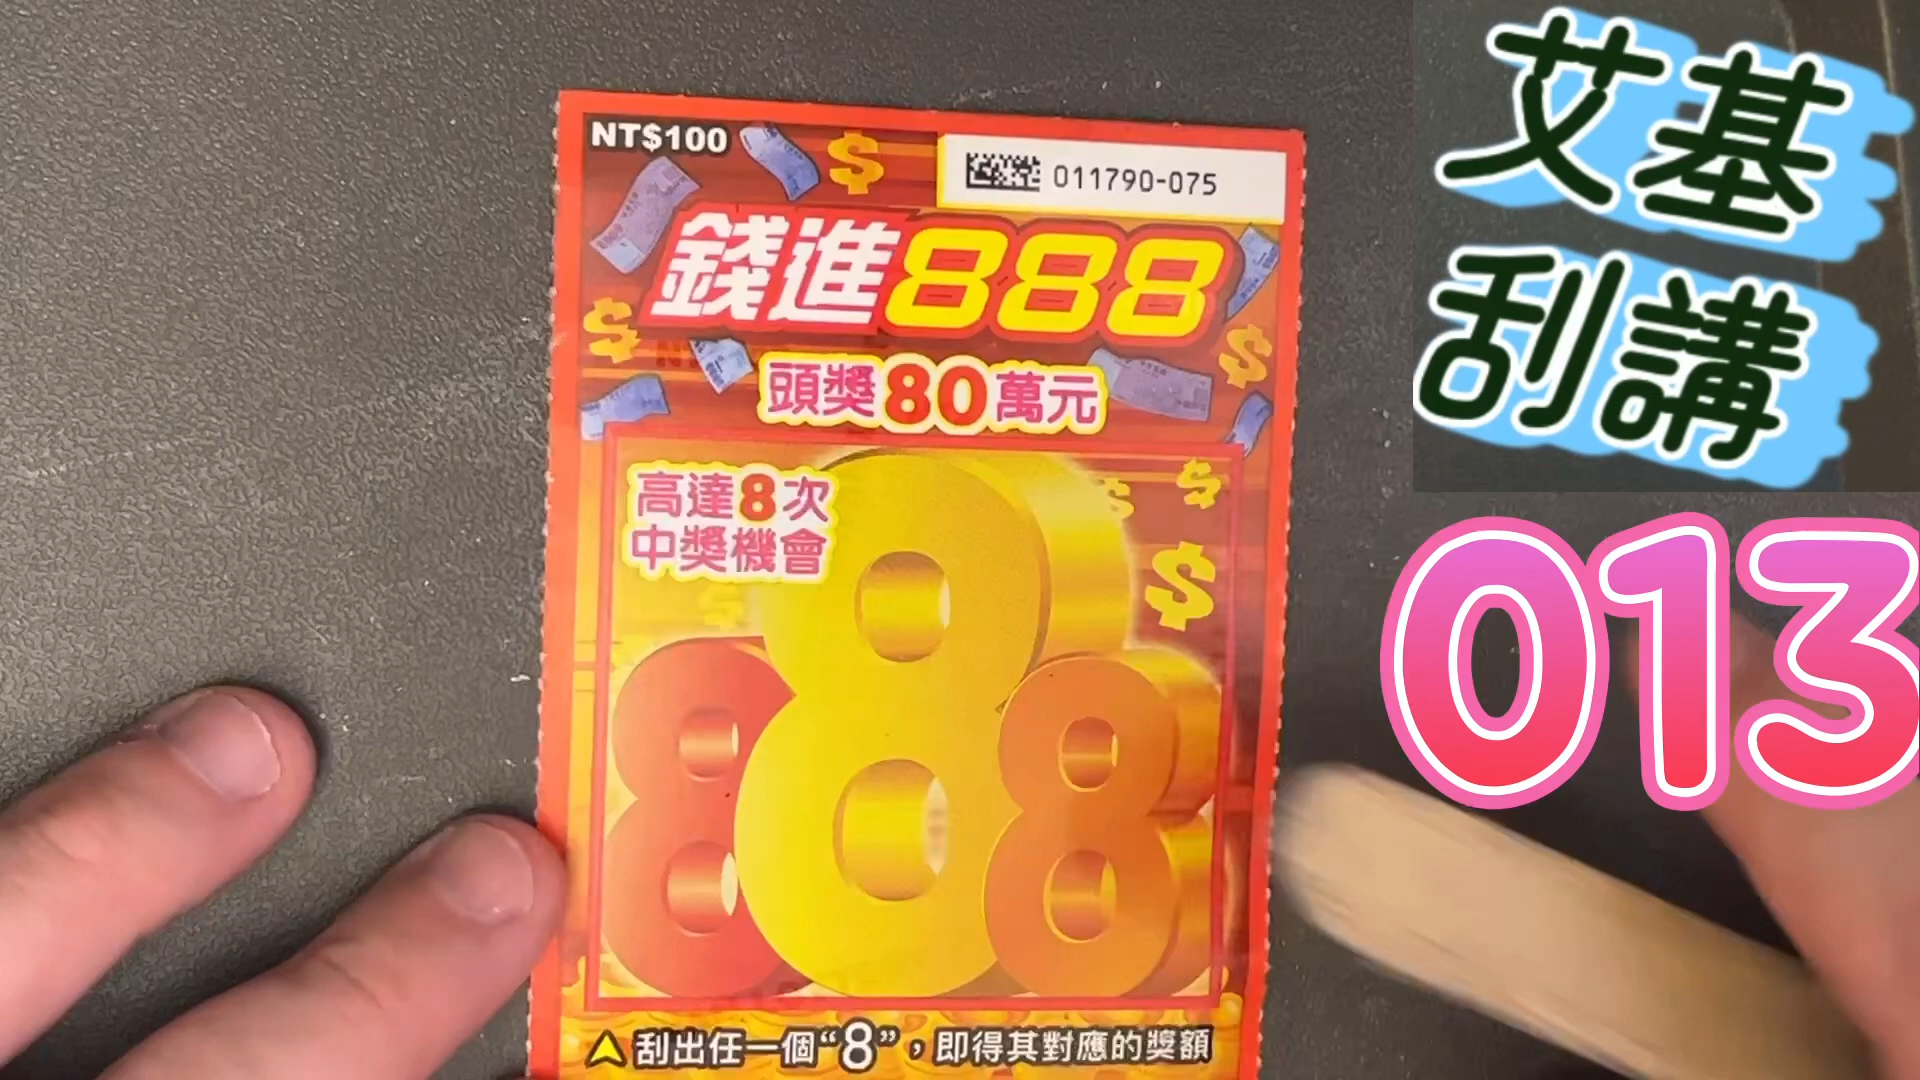 NT$100
011790-075
錢進888
頭獎80萬元
高達8次
中獎機會
刮出任一個“8”，即得其對應的獎額
艾基
刮講
013